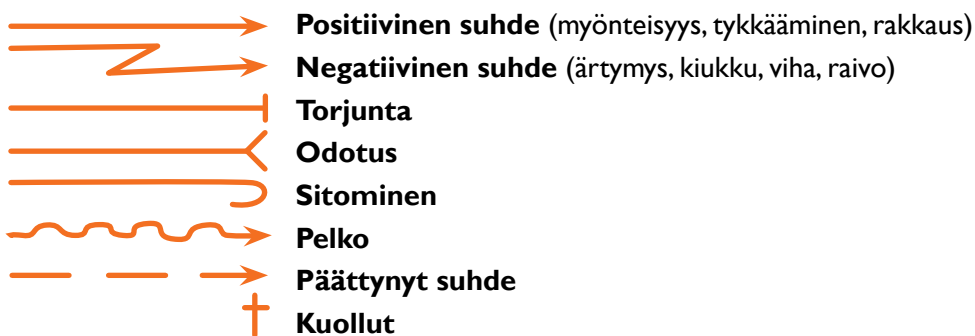 Positiivinen suhde (myönteisyys, tykkääminen, rakkaus)
Negatiivinen suhde (ärtymys, kiukku, viha, raivo)
Torjunta
Odotus
Sitominen
Pelko
Päättynyt suhde
Kuollut